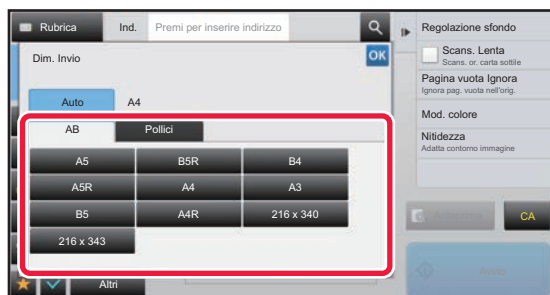 Rubrica
Ind.
Premi per inserire indirizzo
Dim. Invio
OK
Auto
A4
AB
Pollici
A5
B5R
B4
A5R
A4
A3
B5
A4R
216 x 340
216 x 343
Altri
Regolazione sfondo
Scans. Lenta
Scans. or. carta sottile
Pagina vuota Ignora
Ignora pag. vuota nell'orig.
Mod. colore
Nitidezza
Adatta contorno immagine
Anteprima
CA
Avvio